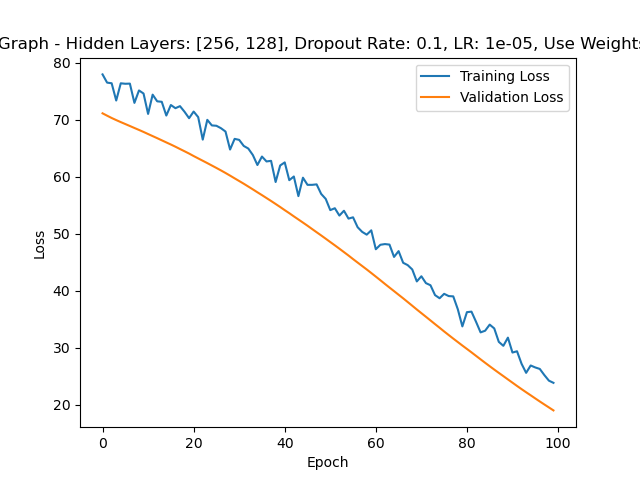 Graph - Hidden Layers: [256, 128], Dropout Rate: 0.1, LR: 1e-05, Use Weights
Training Loss
Validation Loss
80
70
60
50
40
30
20
Loss
0 20 40 60 80 100
Epoch